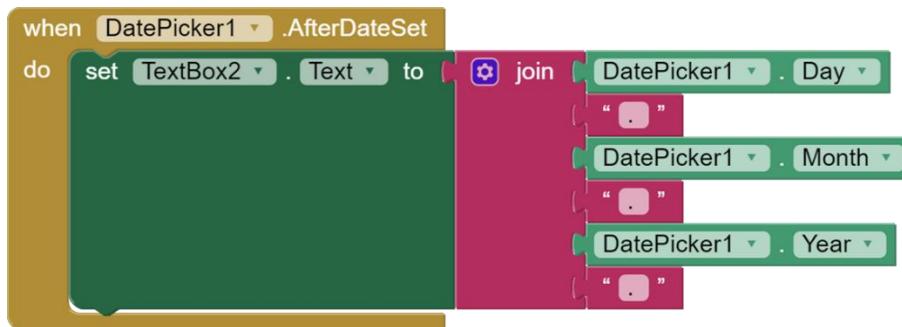 when DatePicker1 .AfterDateSet
do set TextBox2 . Text to join DatePicker1 . Day
“ . ”
DatePicker1 . Month
“ . ”
DatePicker1 . Year
“ . ”